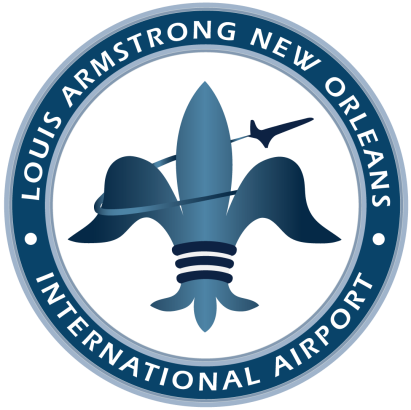 LOUIS ARMSTRONG NEW ORLEANS
INTERNATIONAL AIRPORT